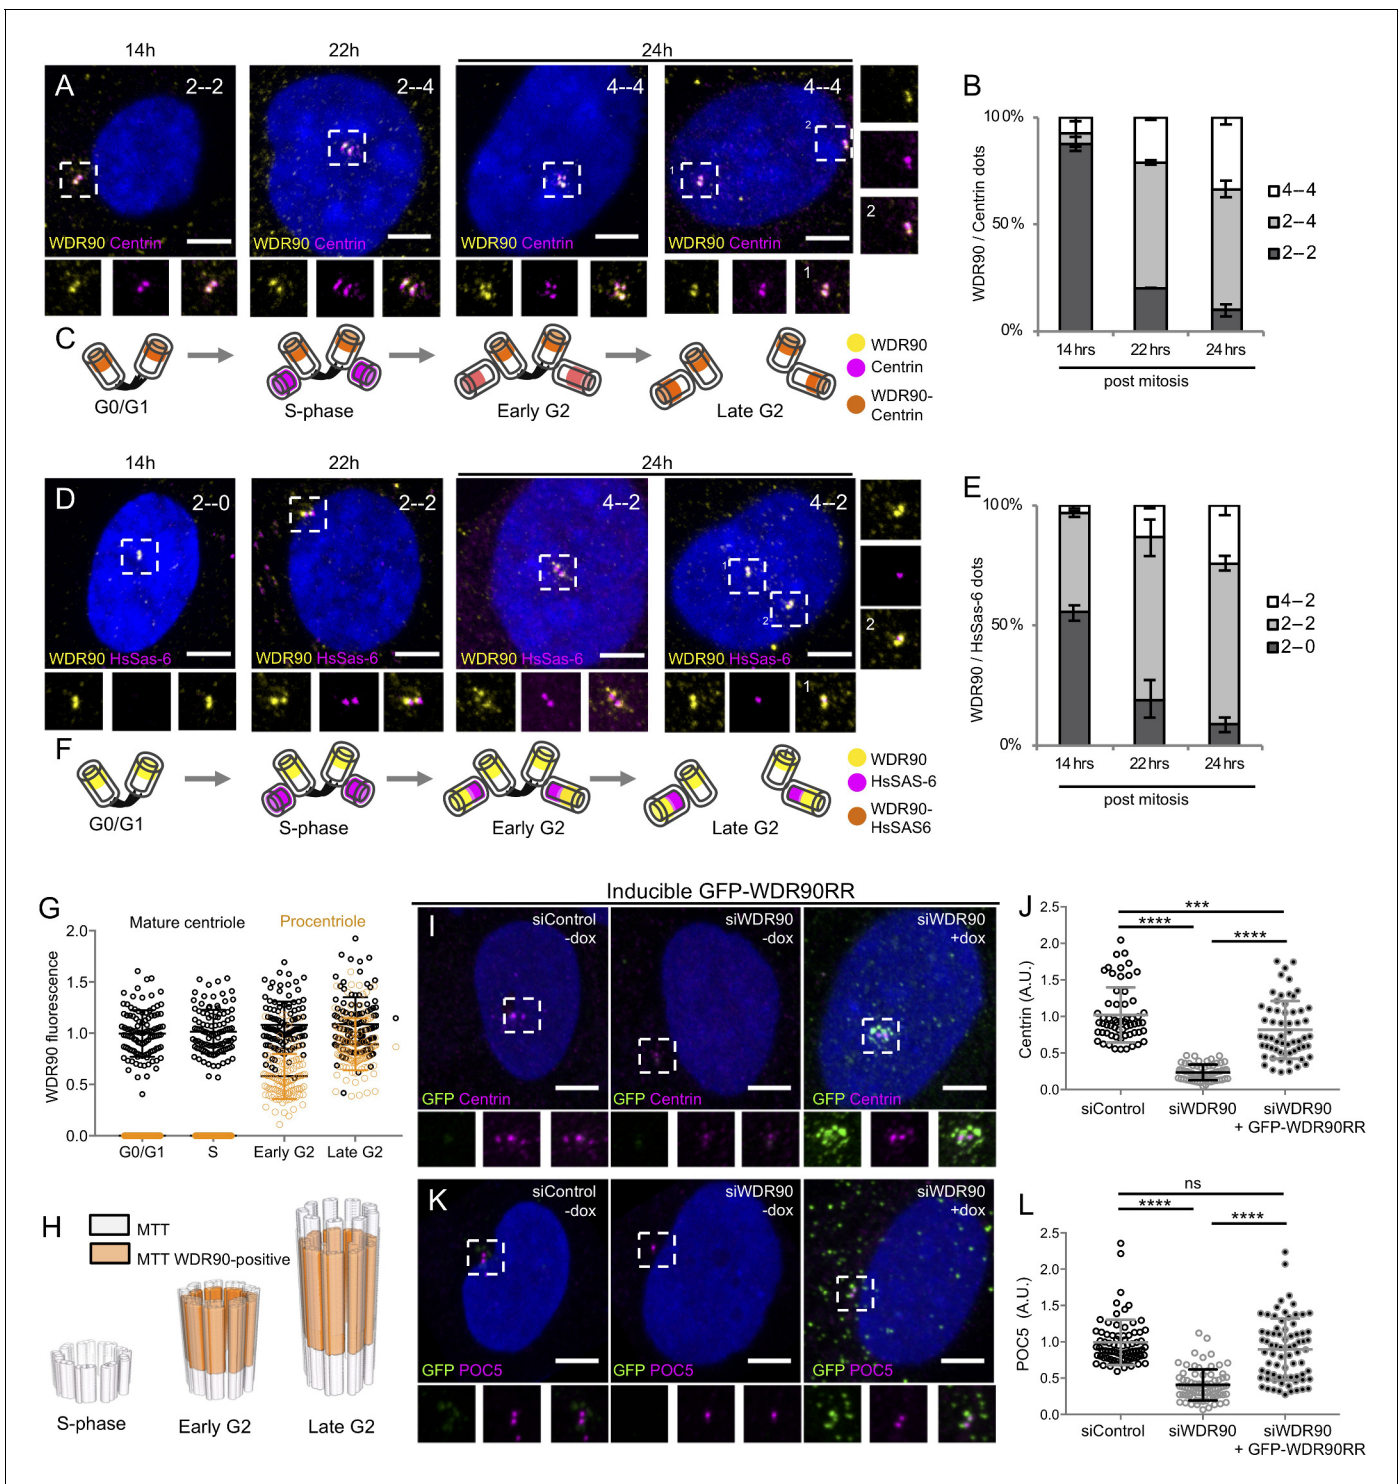 14h
22h
24h
A
2--2
2--4
4--4
4--4
1
2
WDR90 Centrin
WDR90 Centrin
WDR90 Centrin
WDR90 Centrin
1
2
B
WDR90 / Centrin dots
100%
50%
0%
14 hrs
22 hrs
24 hrs
post mitosis
4--4
2--4
2--2
C
G0/G1
S-phase
Early G2
Late G2
WDR90
Centrin
WDR90-
Centrin
14h
22h
24h
D
2--0
2--2
4--2
4--2
1
2
WDR90 HsSas-6
WDR90 HsSas-6
WDR90 HsSas-6
WDR90 HsSas-6
1
2
E
WDR90 / HsSas-6 dots
100%
50%
0%
14 hrs
22 hrs
24 hrs
post mitosis
4--2
2--2
2--0
F
G0/G1
S-phase
Early G2
Late G2
WDR90
HsSAS-6
WDR90-
HsSAS6
G
Mature centriole
Procentriole
WDR90 fluorescence
2.0
1.5
1.0
0.5
0.0
G0/G1
S
Early G2
Late G2
H
MTT
MTT WDR90-positive
S-phase
Early G2
Late G2
Inducible GFP-WDR90RR
I
siControl
-dox
siWDR90
-dox
siWDR90
+dox
GFP Centrin
GFP Centrin
GFP Centrin
J
Centrin (A.U.)
2.5
2.0
1.5
1.0
0.5
0.0
***
****
****
siControl
siWDR90
siWDR90
+ GFP-WDR90RR
K
siControl
-dox
siWDR90
-dox
siWDR90
+dox
GFP POC5
GFP POC5
GFP POC5
L
POC5 (A.U.)
2.5
2.0
1.5
1.0
0.5
0.0
ns
****
****
siControl
siWDR90
siWDR90
+ GFP-WDR90RR